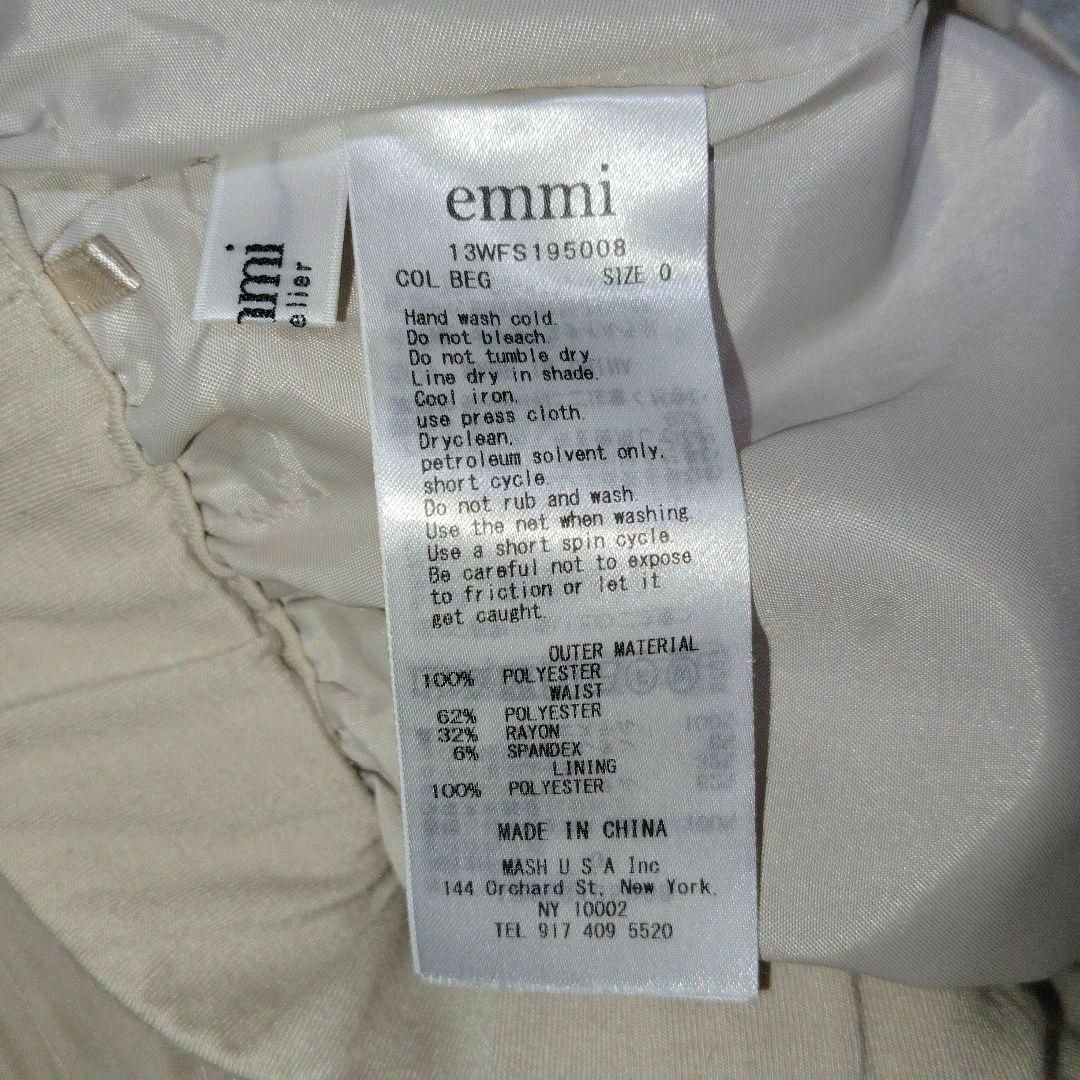 emmi
13WFS195008
COL BEG SIZE 0
Hand wash cold.
Do not bleach.
Do not tumble dry.
Line dry in shade.
Cool iron.
use press cloth.
Dryclean,
petroleum solvent only,
short cycle.
Do not rub and wash.
Use the net when washing.
Use a short spin cycle.
Be careful not to expose
to friction or let it
get caught.
OUTER MATERIAL
100% POLYESTER
WAIST
62% POLYESTER
32% RAYON
6% SPANDEX
LINING
100% POLYESTER
MADE IN CHINA
MASH U S A Inc
144 Orchard St, New York,
NY 10002
TEL 917 409 5520
mmi
elier